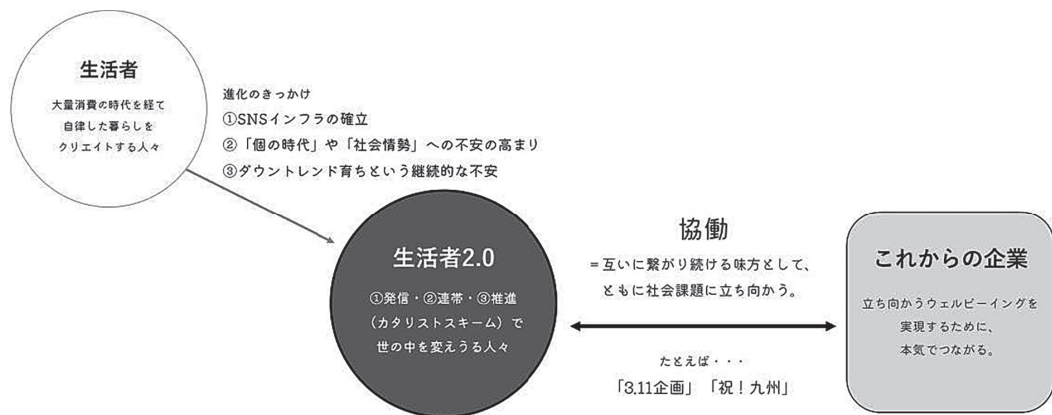 生活者
大量消費の時代を経て
自律した暮らしを
クリエイトする人々
進化のきっかけ
①SNSインフラの確立
②「個の時代」や「社会情勢」への不安の高まり
③ダウントレンド育ちという継続的な不安
生活者2.0
①発信・②連帯・③推進
（カタリストスキーム）で
世の中を変えうる人々
協働
＝互いに繋がり続ける味方として、
ともに社会課題に立ち向かう。
たとえば・・・
「3.11企画」「祝！九州」
これからの企業
立ち向かうウェルビーイングを
実現するために、
本気でつながる。